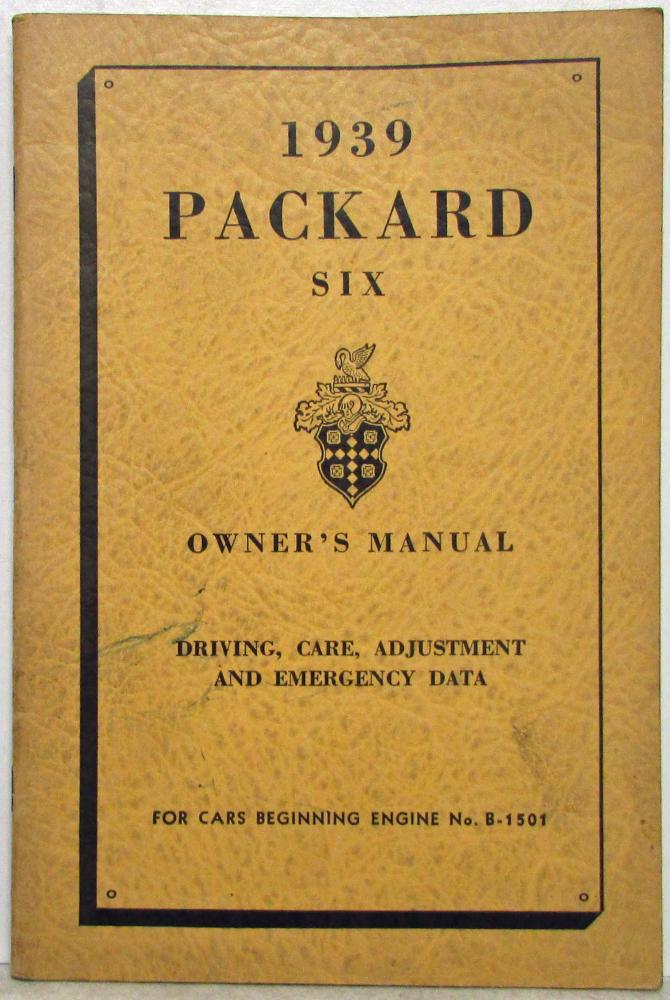 1939
PACKARD
SIX
OWNER'S MANUAL
DRIVING, CARE, ADJUSTMENT
AND EMERGENCY DATA
FOR CARS BEGINNING ENGINE No. B-1501